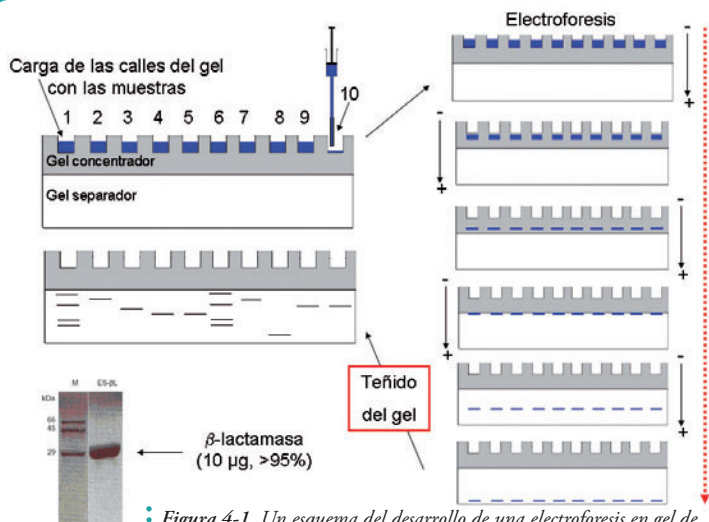 Electroforesis
Carga de las calles del gel
con las muestras
1 2 3 4 5 6 7 8 9 10
Gel concentrador
Gel separador
-
+
-
+
-
+
-
+
-
+
Teñido
del gel
M ES-βL
kDa
66
45
29
β-lactamasa
(10 µg, >95%)
Figura 4-1. Un esquema del desarrollo de una electroforesis en gel de